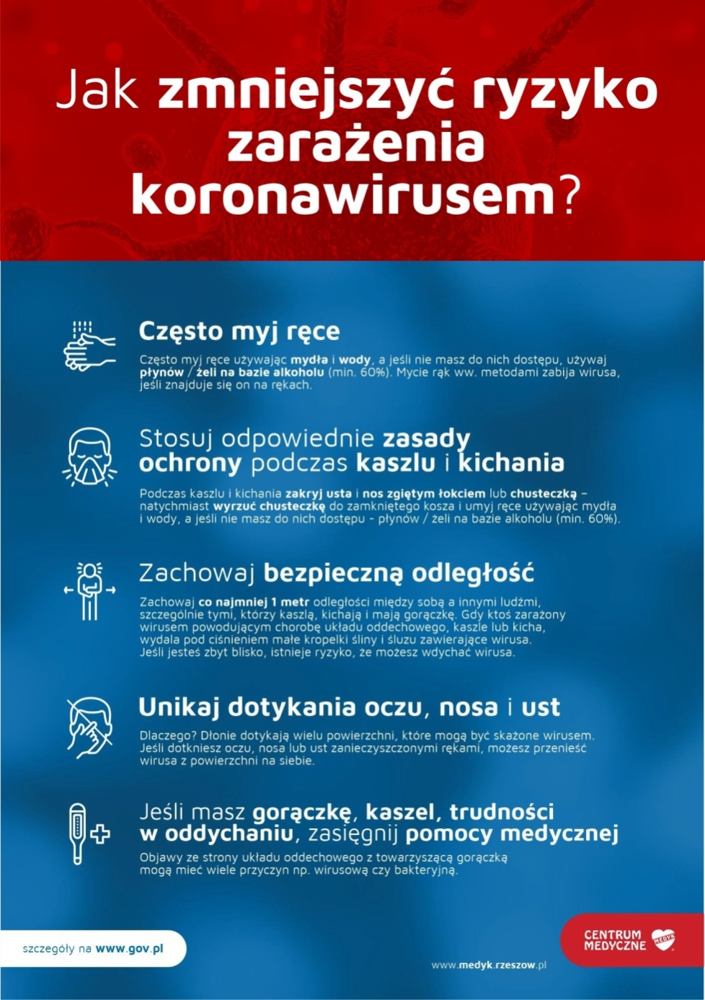 Jak zmniejszyć ryzyko
zarażenia
koronawirusem?
Często myj ręce
Często myj ręce używając mydła i wody, a jeśli nie masz do nich dostępu, używaj
płynów / żeli na bazie alkoholu (min. 60%). Mycie rąk ww. metodami zabija wirusa,
jeśli znajduje się on na rękach.
Stosuj odpowiednie zasady
ochrony podczas kaszlu i kichania
Podczas kaszlu i kichania zakryj usta i nos zgiętym łokciem lub chusteczką –
natychmiast wyrzuć chusteczkę do zamkniętego kosza i umyj ręce używając mydła
i wody, a jeśli nie masz do nich dostępu - płynów / żeli na bazie alkoholu (min. 60%).
Zachowaj bezpieczną odległość
Zachowaj co najmniej 1 metr odległości między sobą a innymi ludźmi,
szczególnie tymi, którzy kaszlą, kichają i mają gorączkę. Gdy ktoś zarażony
wirusem powodującym chorobę układu oddechowego, kaszle lub kicha,
wydala pod ciśnieniem małe kropelki śliny i śluzu zawierające wirusa.
Jeśli jesteś zbyt blisko, istnieje ryzyko, że możesz wdychać wirusa.
Unikaj dotykania oczu, nosa i ust
Dlaczego? Dłonie dotykają wielu powierzchni, które mogą być skażone wirusem.
Jeśli dotkniesz oczu, nosa lub ust zanieczyszczonymi rękami, możesz przenieść
wirusa z powierzchni na siebie.
Jeśli masz gorączkę, kaszel, trudności
w oddychaniu, zasięgnij pomocy medycznej
Objawy ze strony układu oddechowego z towarzyszącą gorączką
mogą mieć wiele przyczyn np. wirusową czy bakteryjną.
szczegóły na www.gov.pl
www.medyk.rzeszow.pl
CENTRUM
MEDYCZNE
MEDYK